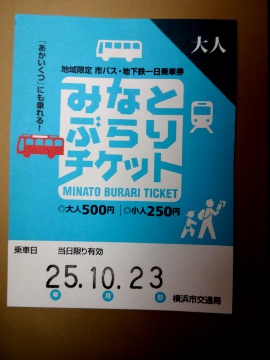 大人
地域限定 市バス・地下鉄一日乗車券
「あかいくつ」にも乗れる!
みなと
ぶらり
チケット
MINATO BURARI TICKET
◎大人500円 ◎小人250円
乗車日 当日限り有効
25.10.23
年 月 日 横浜市交通局